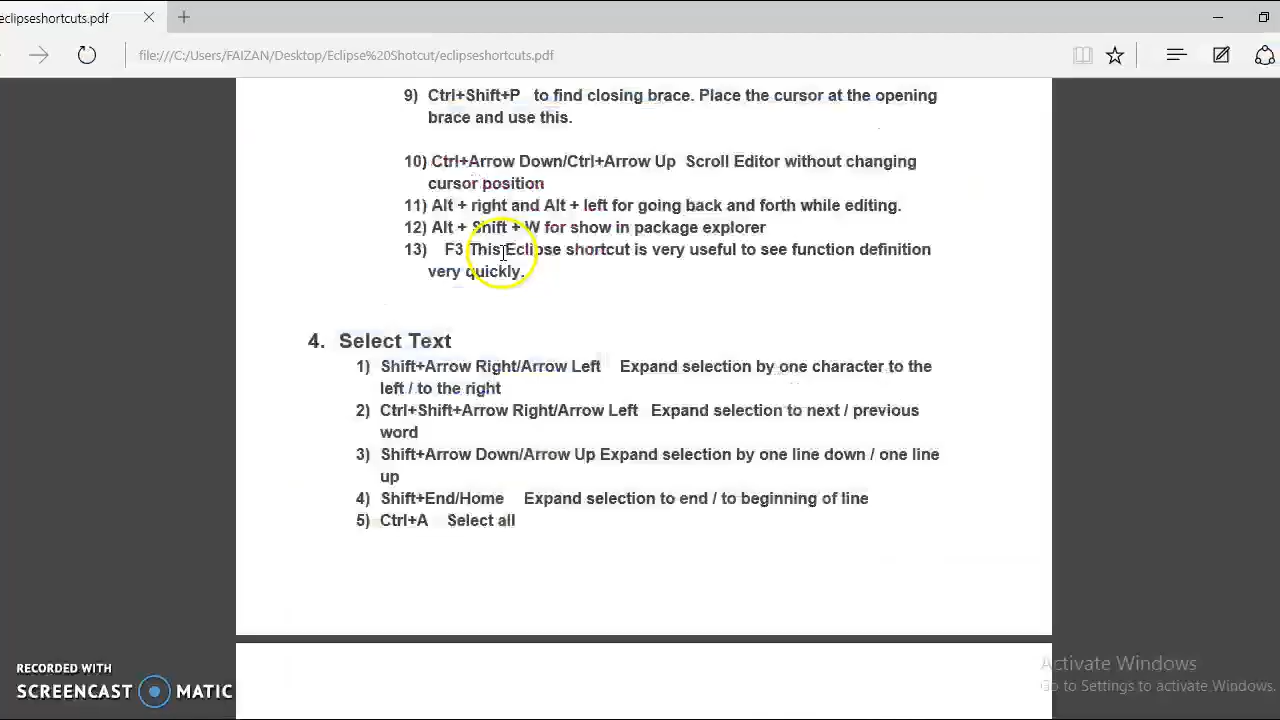 eclipseshortcuts.pdf
file:///C:/Users/FAIZAN/Desktop/Eclipse%20Shotcut/eclipseshortcuts.pdf
9) Ctrl+Shift+P to find closing brace. Place the cursor at the opening
brace and use this.
10) Ctrl+Arrow Down/Ctrl+Arrow Up Scroll Editor without changing
cursor position
11) Alt + right and Alt + left for going back and forth while editing.
12) Alt + Shift + W for show in package explorer
13) F3 This Eclipse shortcut is very useful to see function definition
very quickly.
4. Select Text
1) Shift+Arrow Right/Arrow Left Expand selection by one character to the
left / to the right
2) Ctrl+Shift+Arrow Right/Arrow Left Expand selection to next / previous
word
3) Shift+Arrow Down/Arrow Up Expand selection by one line down / one line
up
4) Shift+End/Home Expand selection to end / to beginning of line
5) Ctrl+A Select all
Activate Windows
Go to Settings to activate Windows.
RECORDED WITH
SCREENCAST MATIC